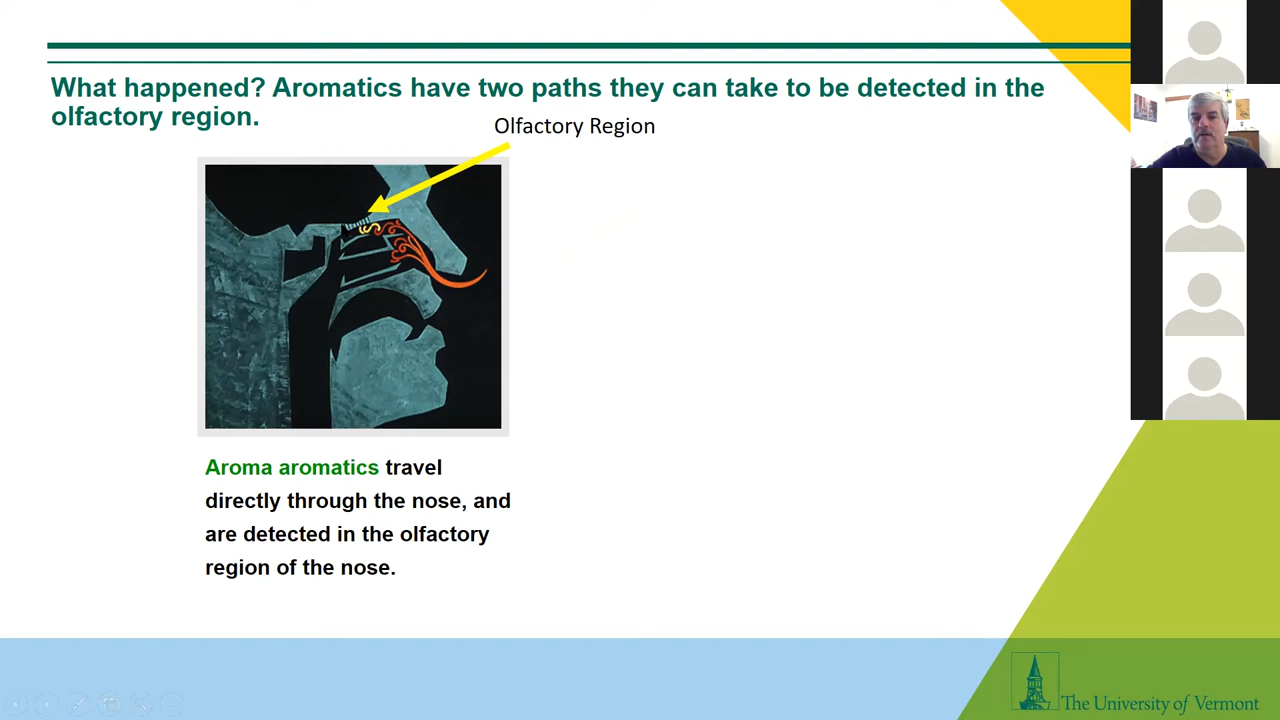 What happened? Aromatics have two paths they can take to be detected in the
olfactory region.
Olfactory Region
Aroma aromatics travel
directly through the nose, and
are detected in the olfactory
region of the nose.
The University of Vermont